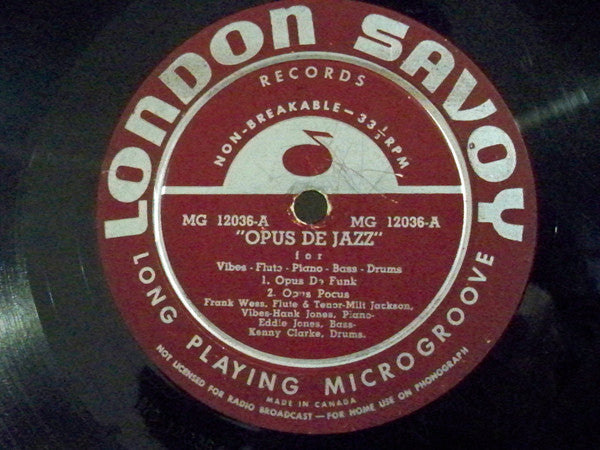 LONDON SAVOY
RECORDS
NON-BREAKABLE — 33 1/3 RPM
MG 12036-A MG 12036-A
"OPUS DE JAZZ"
for
Vibes - Flute - Piano - Bass - Drums
1. Opus De Funk
2. Opus Pocus
Frank Wess, Flute & Tenor-Milt Jackson,
Vibes-Hank Jones, Piano-
Eddie Jones, Bass-
Kenny Clarke, Drums.
LONG PLAYING MICROGROOVE
MADE IN CANADA
NOT LICENSED FOR RADIO BROADCAST — FOR HOME USE ON PHONOGRAPH